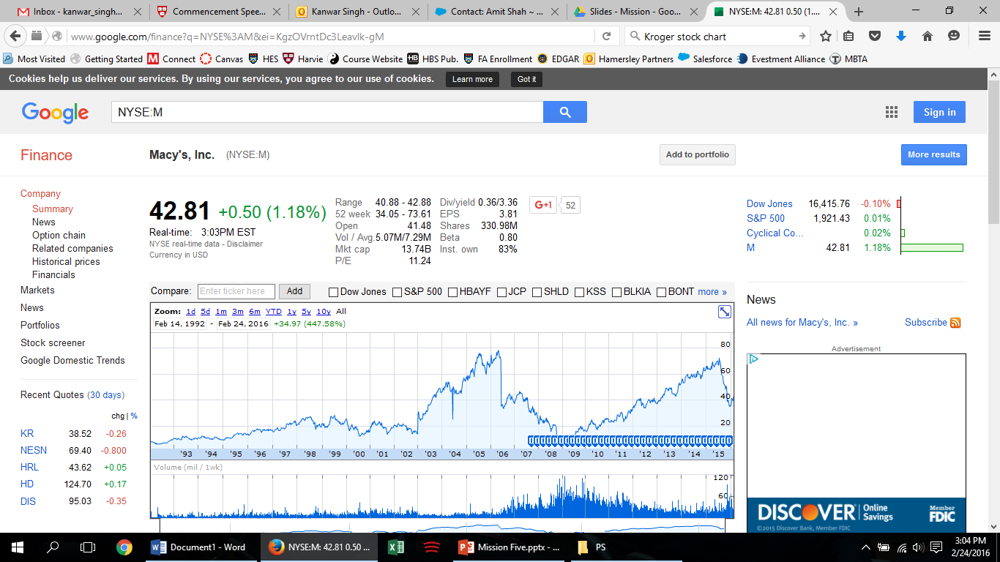 Inbox - kanwar_singh... Commencement Spee... Kanwar Singh - Outlo... Contact: Amit Shah ~ ... Slides - Mission - Goo... NYSE:M: 42.81 0.50 (1....
www.google.com/finance?q=NYSE%3AM&ei=KgzOVrntDc3Leavlk-gM Kroger stock chart
Most Visited Getting Started Connect Canvas HES Harvie Course Website HBS Pub. FA Enrollment EDGAR Hamersley Partners Salesforce Evestment Alliance MBTA
Cookies help us deliver our services. By using our services, you agree to our use of cookies. Learn more Got it
Google NYSE:M Sign in
Finance Macy's, Inc. (NYSE:M) Add to portfolio More results
Company
Summary
News
Option chain
Related companies
Historical prices
Financials
Markets
News
Portfolios
Stock screener
Google Domestic Trends
Recent Quotes (30 days)
chg | %
KR 38.52 -0.26
NESN 69.40 -0.800
HRL 43.62 +0.05
HD 124.70 +0.17
DIS 95.03 -0.35
42.81 +0.50 (1.18%)
Real-time: 3:03PM EST
NYSE real-time data - Disclaimer
Currency in USD
Range 40.88 - 42.88
52 week 34.05 - 73.61
Open 41.48
Vol / Avg. 5.07M/7.29M
Mkt cap 13.74B
P/E 11.24
Div/yield 0.36/3.36
EPS 3.81
Shares 330.98M
Beta 0.80
Inst. own 83%
G+1 52
Compare: Enter ticker here Add Dow Jones S&P 500 HBAYF JCP SHLD KSS BLKIA BONT more »
Zoom: 1d 5d 1m 3m 6m YTD 1y 5y 10y All
Feb 14, 1992 - Feb 24, 2016 +34.97 (447.58%)
80
60
40
20
'93 '94 '95 '96 '97 '98 '99 '00 '01 '02 '03 '04 '05 '06 '07 '08 '09 '10 '11 '12 '13 '14 '15
Volume (mil / 1wk)
120
60
Dow Jones 16,415.76 -0.10%
S&P 500 1,921.43 0.01%
Cyclical Co... 0.02%
M 42.81 1.18%
News
All news for Macy's, Inc. » Subscribe
Advertisement
DISCOVER Online Savings Member FDIC
©2015 Discover Bank, Member FDIC
Document1 - Word NYSE:M: 42.81 0.50 ... Mission Five.pptx - ... PS
3:04 PM
2/24/2016